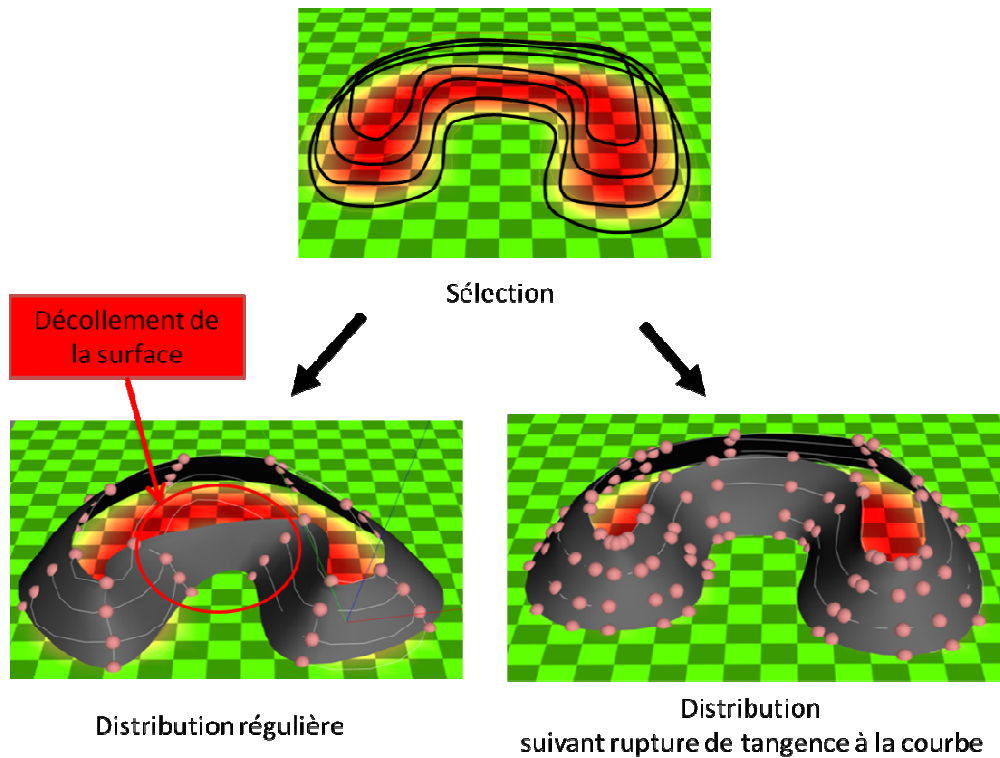 Sélection
Décollement de
la surface
Distribution régulière
Distribution
suivant rupture de tangence à la courbe